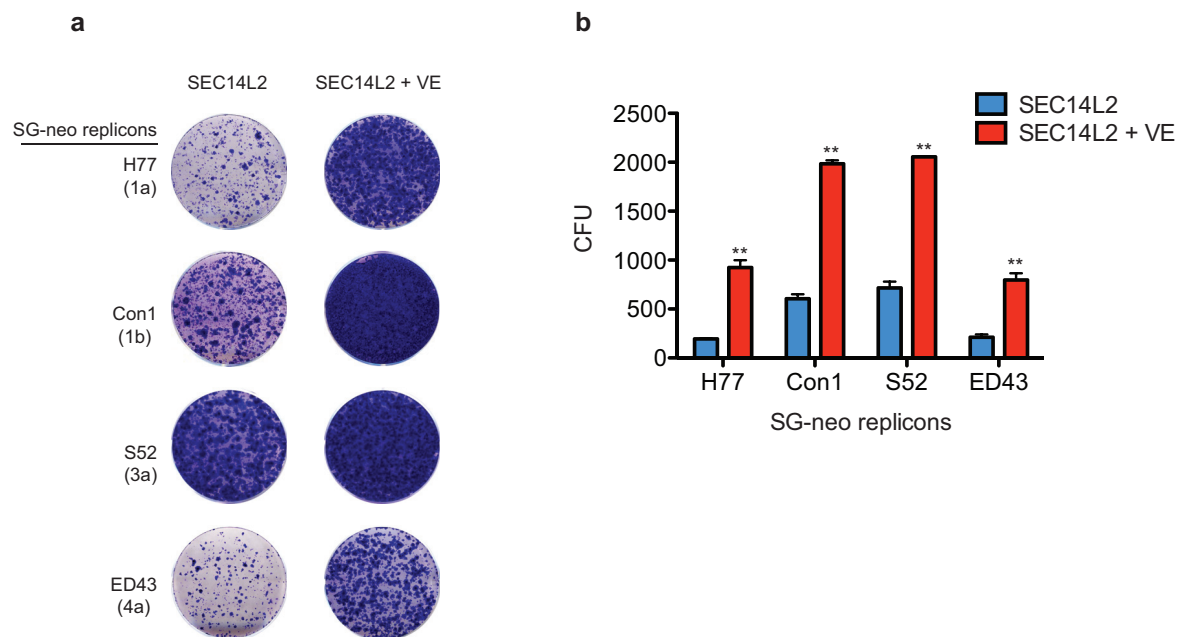 a
SEC14L2 SEC14L2 + VE
SG-neo replicons
H77
(1a)
Con1
(1b)
S52
(3a)
ED43
(4a)
b
SEC14L2
SEC14L2 + VE
2500
2000
1500
1000
500
0
CFU
** ** ** **
H77 Con1 S52 ED43
SG-neo replicons